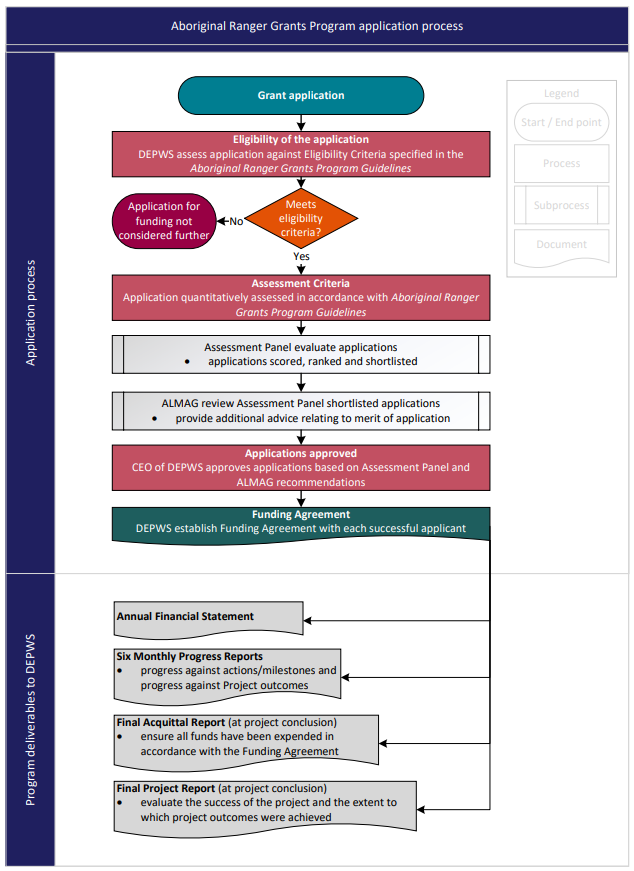 Aboriginal Ranger Grants Program application process
Application process
Grant application
Legend
Start / End point
Process
Subprocess
Document
Eligibility of the application
DEPWS assess application against Eligibility Criteria specified in the
Aboriginal Ranger Grants Program Guidelines
Meets
eligibility
criteria?
No
Application for
funding not
considered further
Yes
Assessment Criteria
Application quantitatively assessed in accordance with Aboriginal Ranger
Grants Program Guidelines
Assessment Panel evaluate applications
• applications scored, ranked and shortlisted
ALMAG review Assessment Panel shortlisted applications
• provide additional advice relating to merit of application
Applications approved
CEO of DEPWS approves applications based on Assessment Panel and
ALMAG recommendations
Funding Agreement
DEPWS establish Funding Agreement with each successful applicant
Program deliverables to DEPWS
Annual Financial Statement
Six Monthly Progress Reports
• progress against actions/milestones and
progress against Project outcomes
Final Acquittal Report (at project conclusion)
• ensure all funds have been expended in
accordance with the Funding Agreement
Final Project Report (at project conclusion)
• evaluate the success of the project and the extent to
which project outcomes were achieved